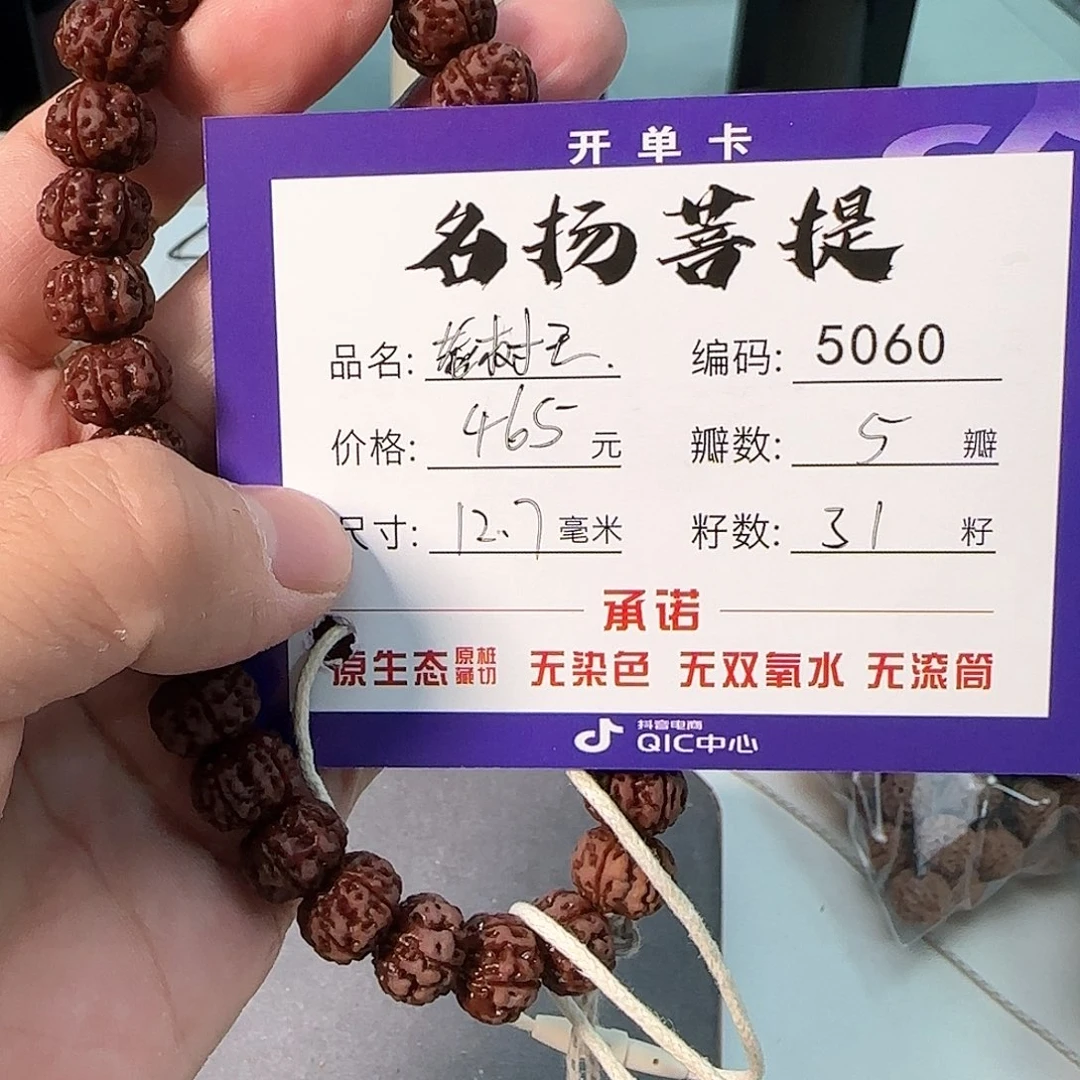 开单卡
名扬菩提
品名: 树王. 编码: 5060
价格: 465 元 瓣数: 5 瓣
尺寸: 12.7 毫米 籽数: 31 籽
承诺
原生态 原桩藏切 无染色 无双氧水 无滚筒
抖音电商
QIC中心